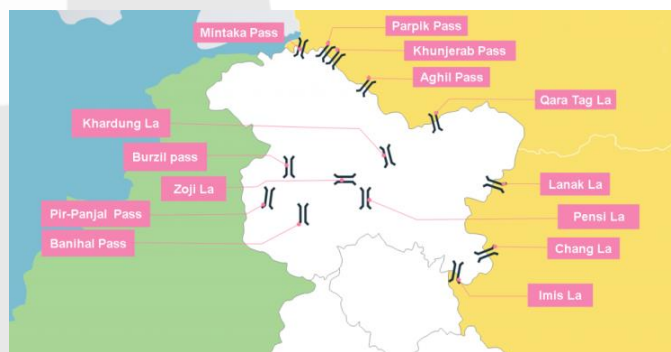 Mintaka Pass
Parpik Pass
Khunjerab Pass
Aghil Pass
Qara Tag La
Khardung La
Burzil pass
Zoji La
Lanak La
Pir-Panjal Pass
Pensi La
Banihal Pass
Chang La
Imis La